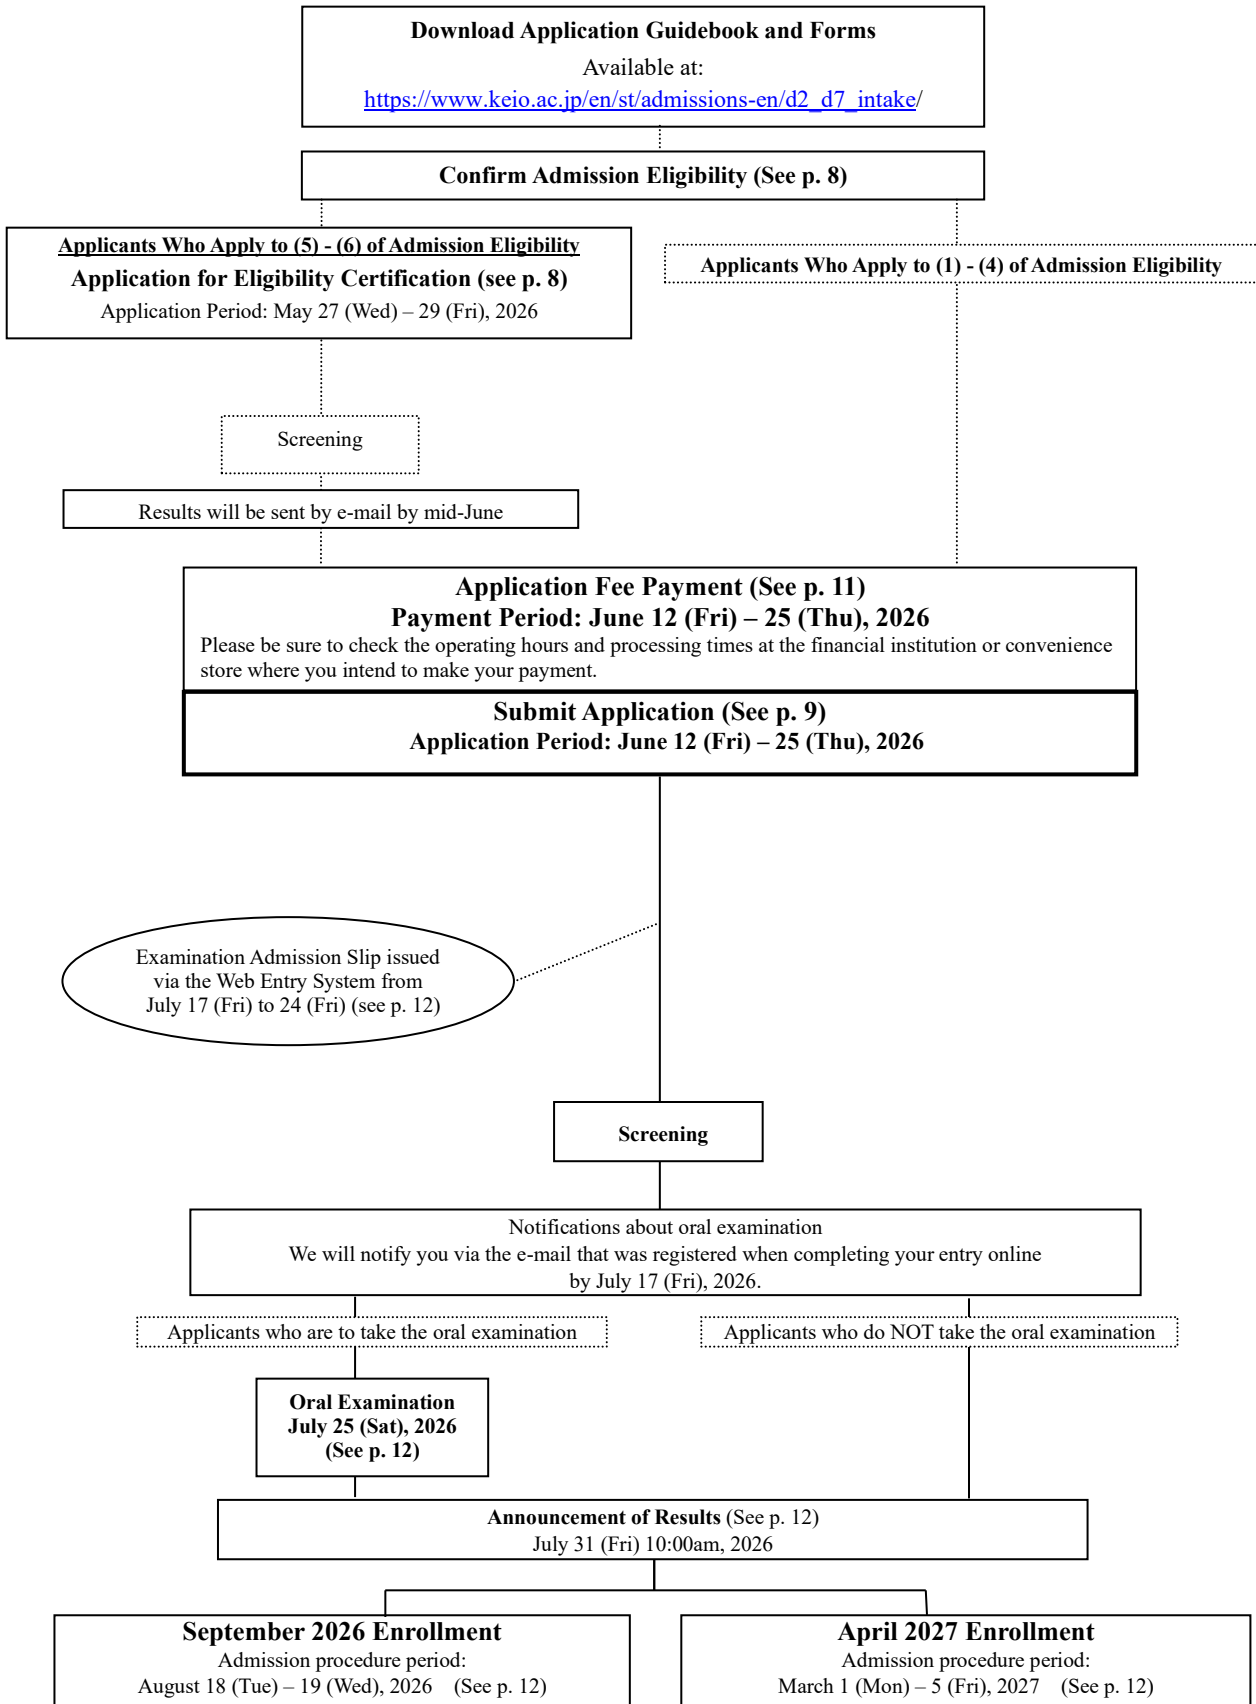 Download Application Guidebook and Forms
Available at:
https://www.keio.ac.jp/en/st/admissions-en/d2_d7_intake/
Confirm Admission Eligibility (See p. 8)
Applicants Who Apply to (5) - (6) of Admission Eligibility
Application for Eligibility Certification (see p. 8)
Application Period: May 27 (Wed) – 29 (Fri), 2026
Applicants Who Apply to (1) - (4) of Admission Eligibility
Screening
Results will be sent by e-mail by mid-June
Application Fee Payment (See p. 11)
Payment Period: June 12 (Fri) – 25 (Thu), 2026
Please be sure to check the operating hours and processing times at the financial institution or convenience
store where you intend to make your payment.
Submit Application (See p. 9)
Application Period: June 12 (Fri) – 25 (Thu), 2026
Examination Admission Slip issued
via the Web Entry System from
July 17 (Fri) to 24 (Fri) (see p. 12)
Screening
Notifications about oral examination
We will notify you via the e-mail that was registered when completing your entry online
by July 17 (Fri), 2026.
Applicants who are to take the oral examination
Applicants who do NOT take the oral examination
Oral Examination
July 25 (Sat), 2026
(See p. 12)
Announcement of Results (See p. 12)
July 31 (Fri) 10:00am, 2026
September 2026 Enrollment
Admission procedure period:
August 18 (Tue) – 19 (Wed), 2026 (See p. 12)
April 2027 Enrollment
Admission procedure period:
March 1 (Mon) – 5 (Fri), 2027 (See p. 12)